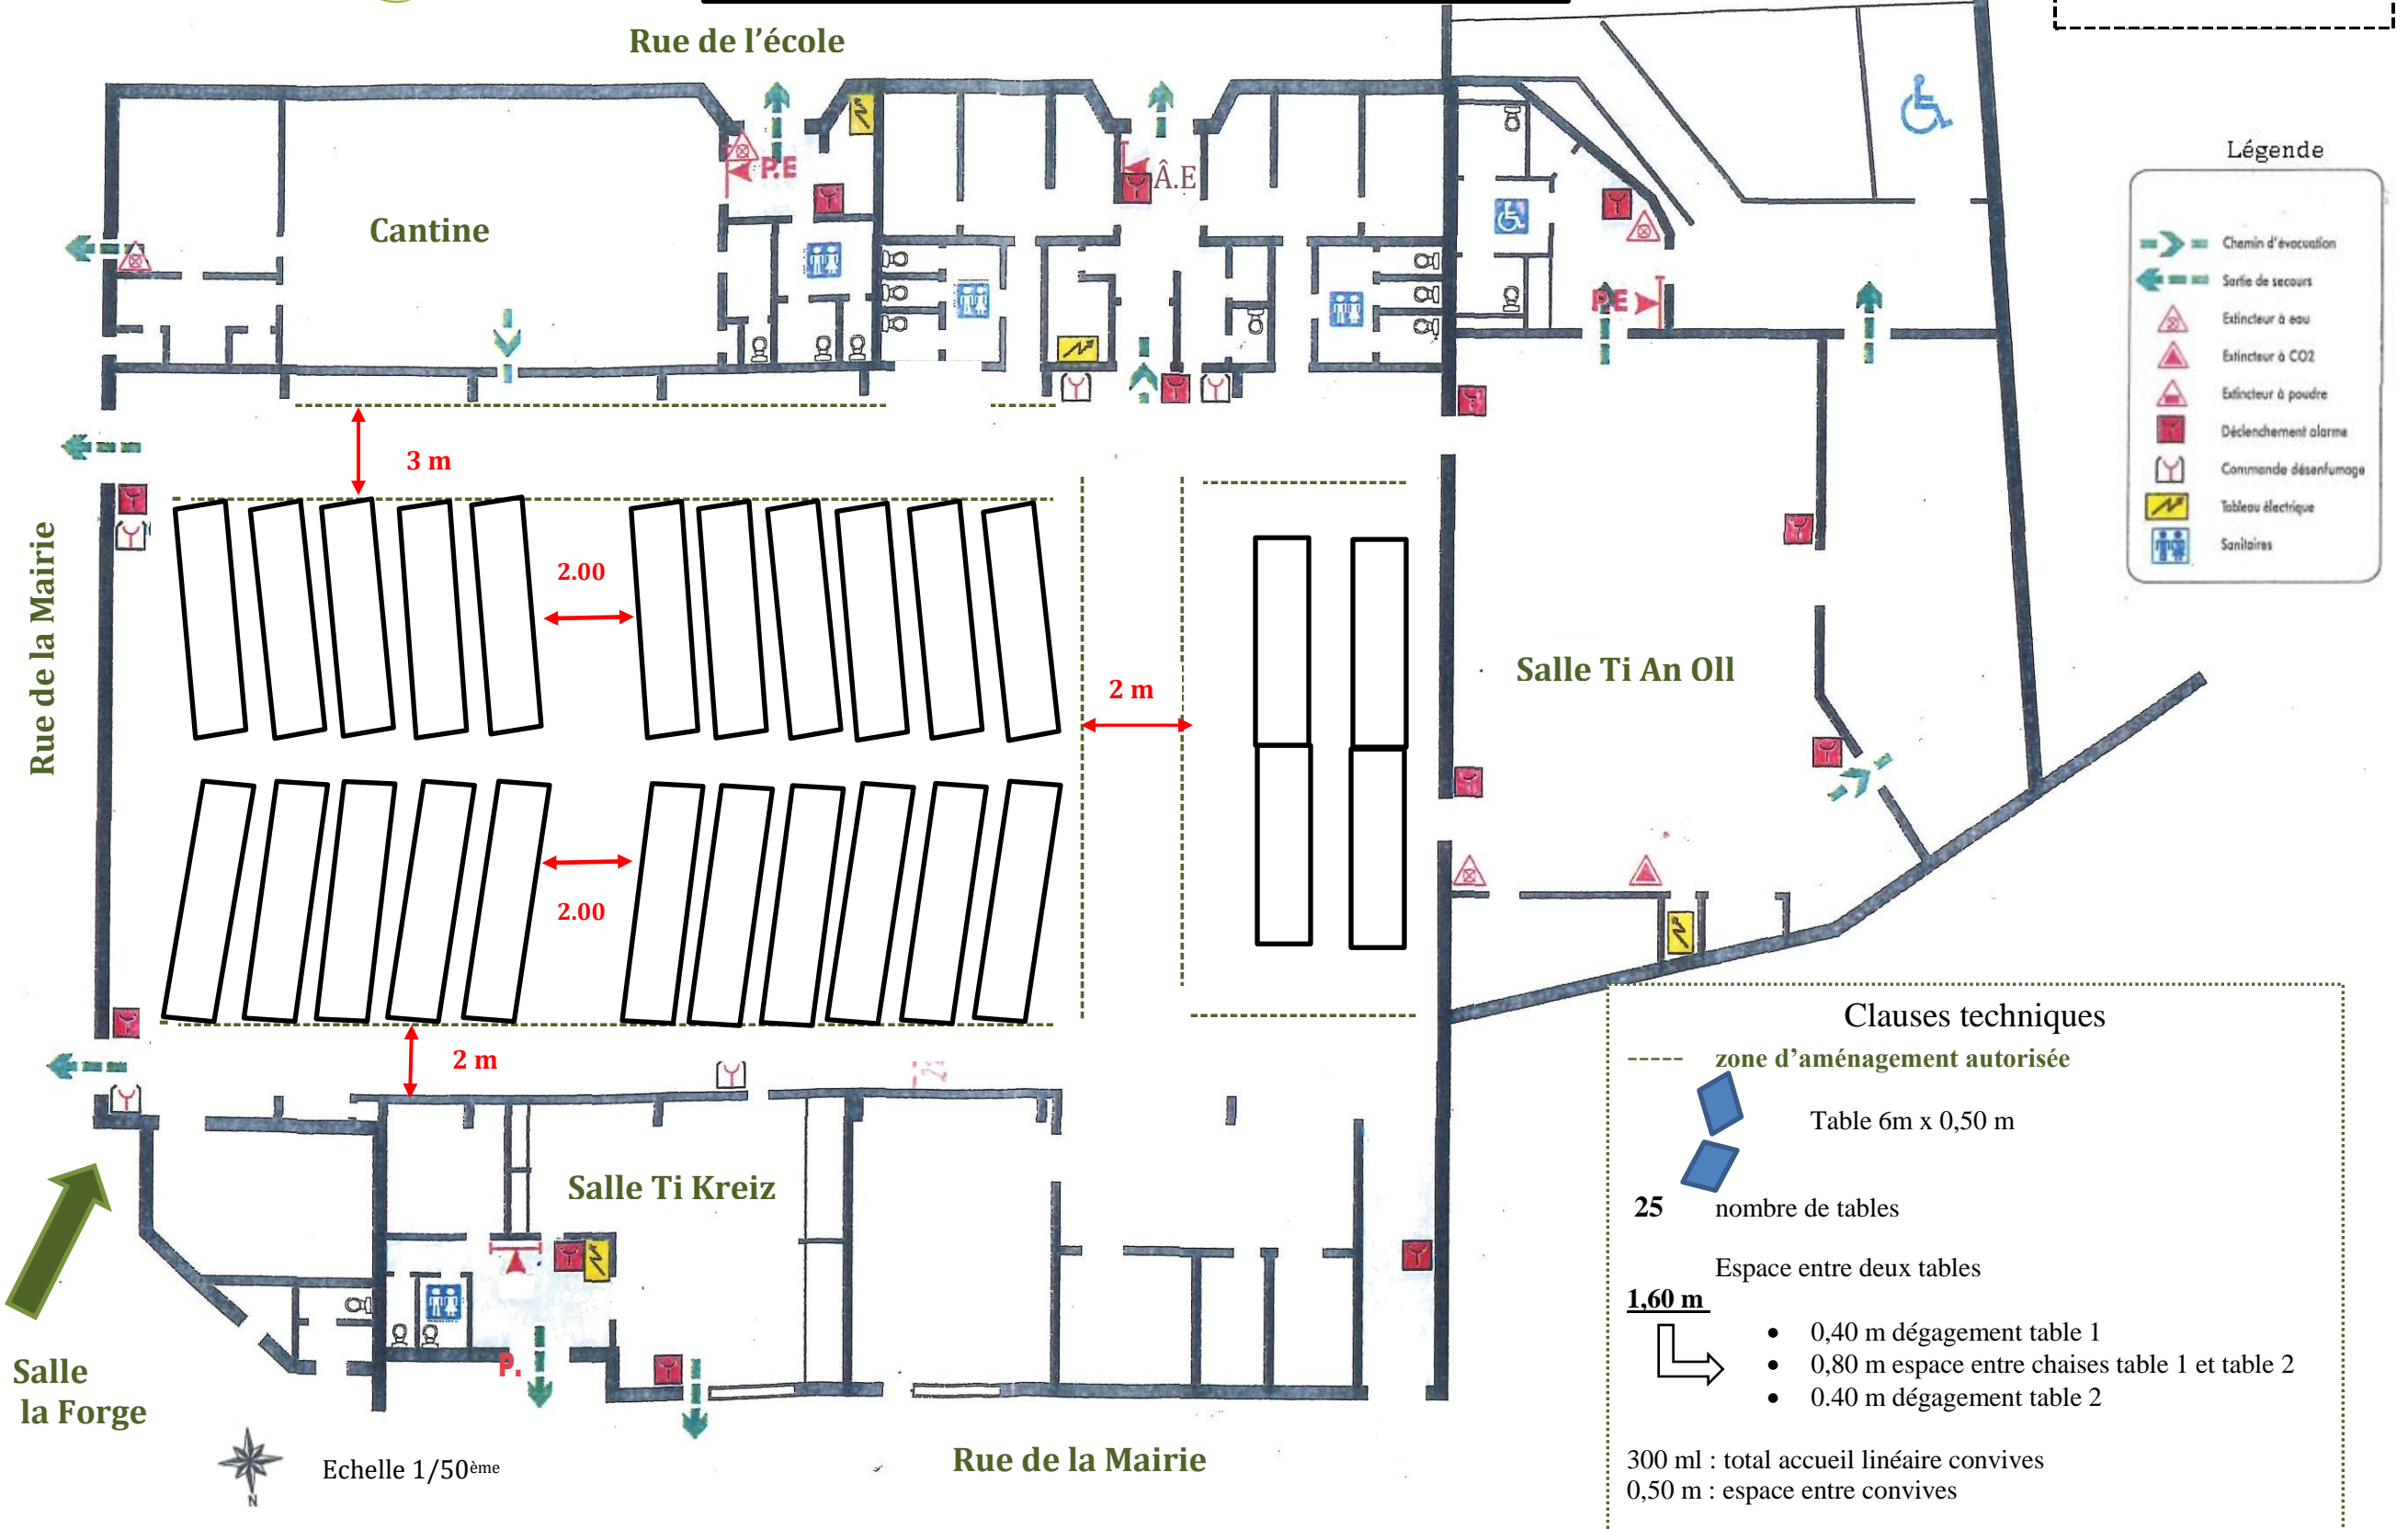 Rue de l'école
Cantine
P.E
Â.E
PE
Légende
Chemin d'évacuation
Sortie de secours
Extincteur à eau
Extincteur à CO2
Extincteur à poudre
Déclenchement alarme
Commande désenfumage
Tableau électrique
Sanitaires
3 m
Rue de la Mairie
2.00
2 m
Salle Ti An Oll
2.00
2 m
Salle Ti Kreiz
P.
Salle
la Forge
N
Echelle 1/50ème
Rue de la Mairie
Clauses techniques
----- zone d'aménagement autorisée
Table 6m x 0,50 m
25 nombre de tables
Espace entre deux tables
1,60 m
• 0,40 m dégagement table 1
• 0,80 m espace entre chaises table 1 et table 2
• 0.40 m dégagement table 2
300 ml : total accueil linéaire convives
0,50 m : espace entre convives